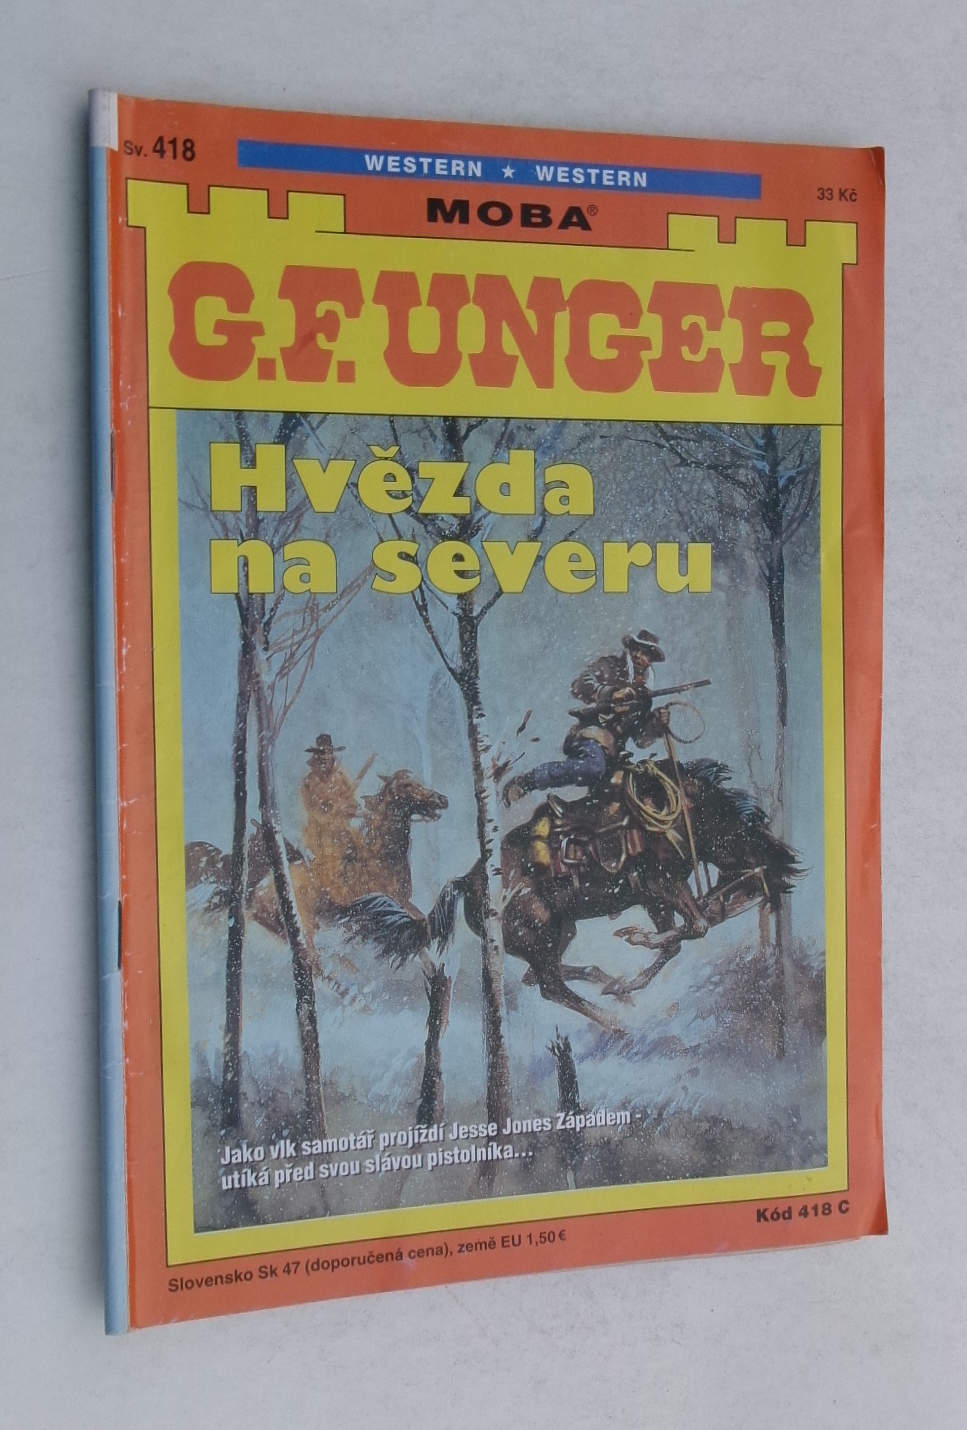 Sv. 418
WESTERN ★ WESTERN
33 Kč
MOBA®
G.F. UNGER
Hvězda
na severu
Jako vlk samotář projíždí Jesse Jones Západem -
utíká před svou slávou pistolníka...
Kód 418 C
Slovensko Sk 47 (doporučená cena), země EU 1,50 €